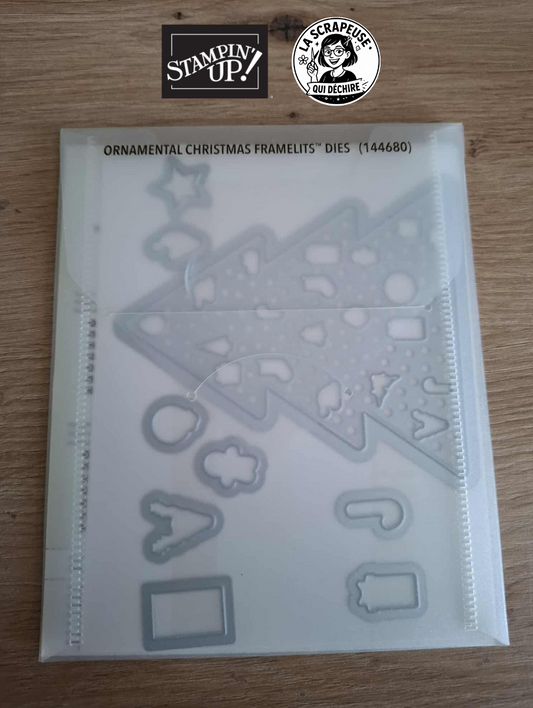 STAMPIN'
UP!
LA SCRAPEUSE
QUI DÉCHIRE
ORNAMENTAL CHRISTMAS FRAMELITS™ DIES (144680)